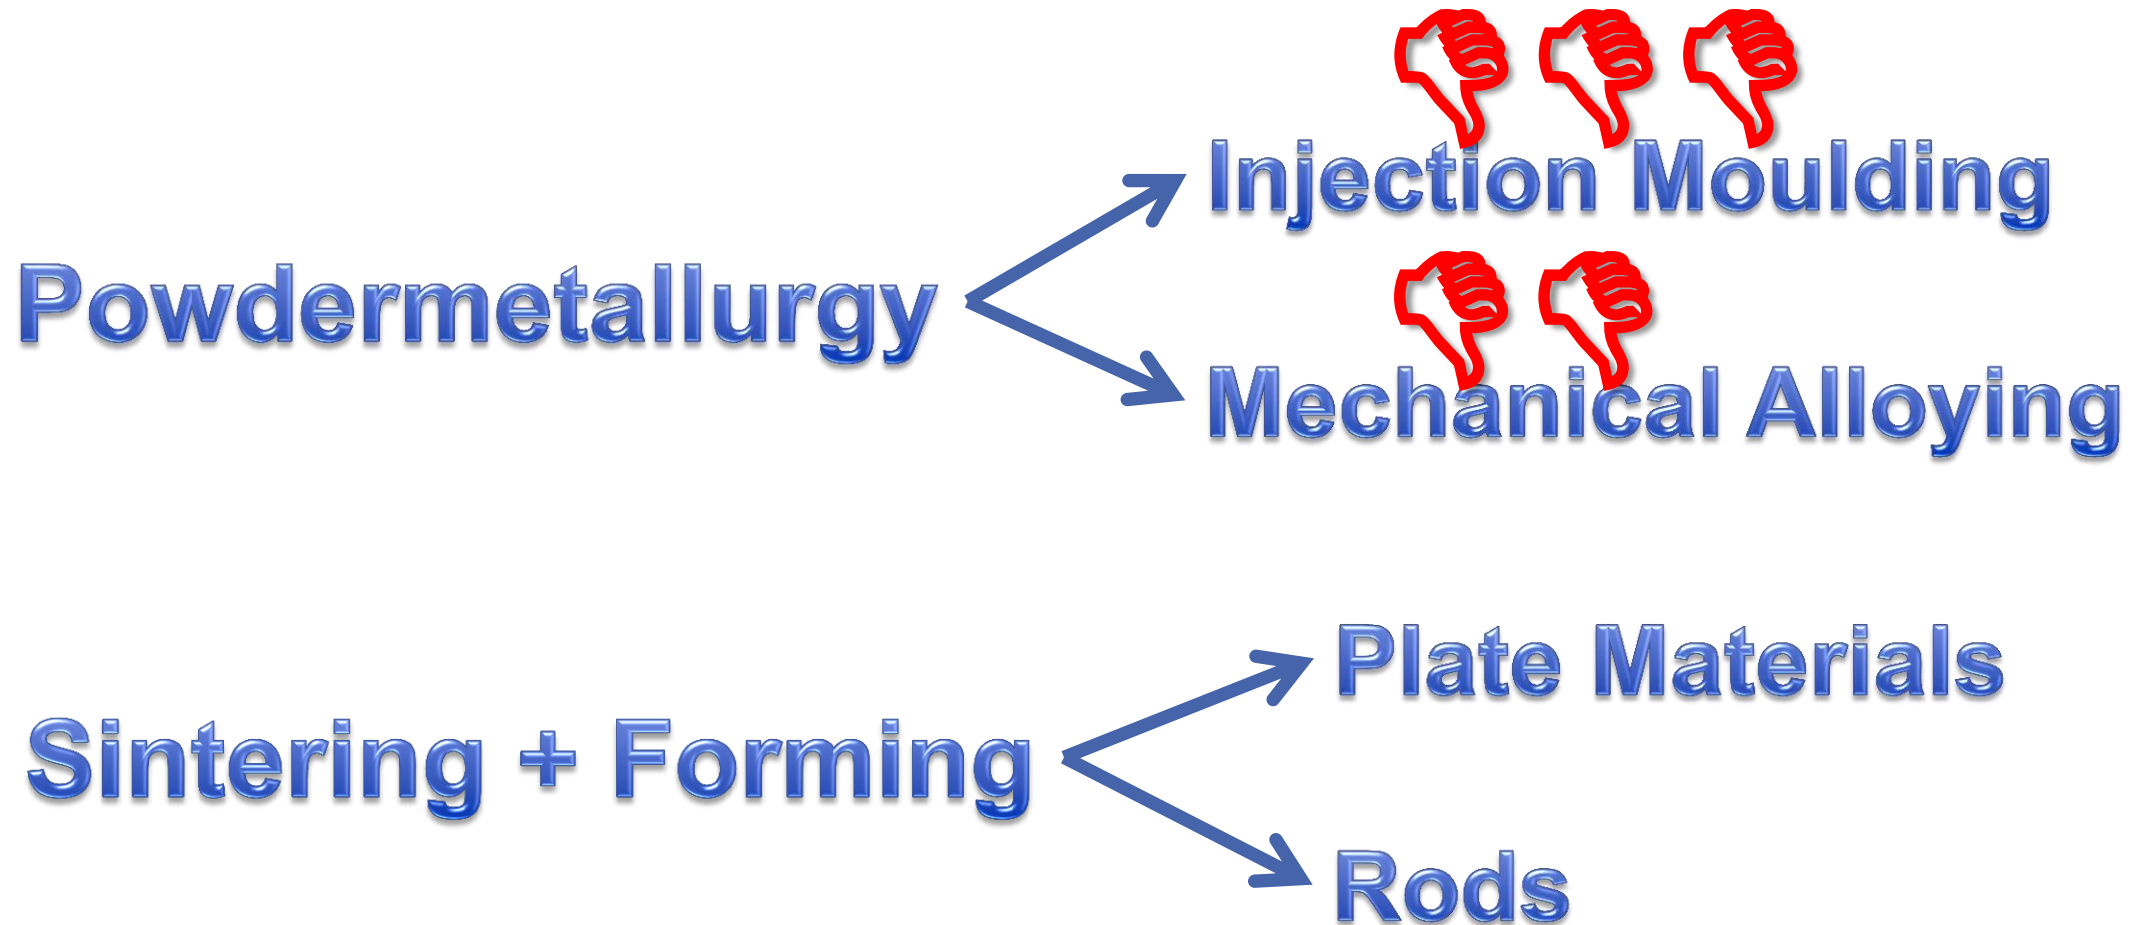 Injection Moulding
Powdermetallurgy
Mechanical Alloying
Plate Materials
Sintering + Forming
Rods